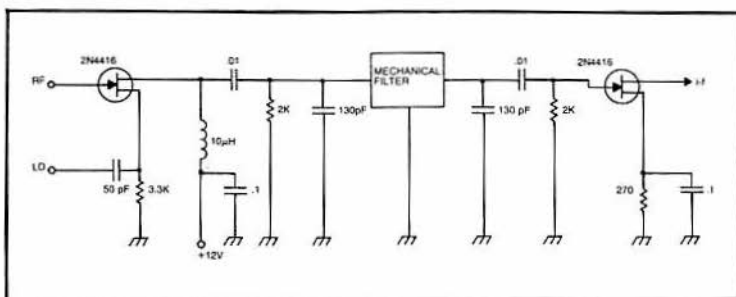 2N4416
RF
LO
50 pF
3.3K
10μH
.1
+12V
.01
2K
130pF
MECHANICAL
FILTER
130 pF
.01
2K
2N4416
i-f
270
.1